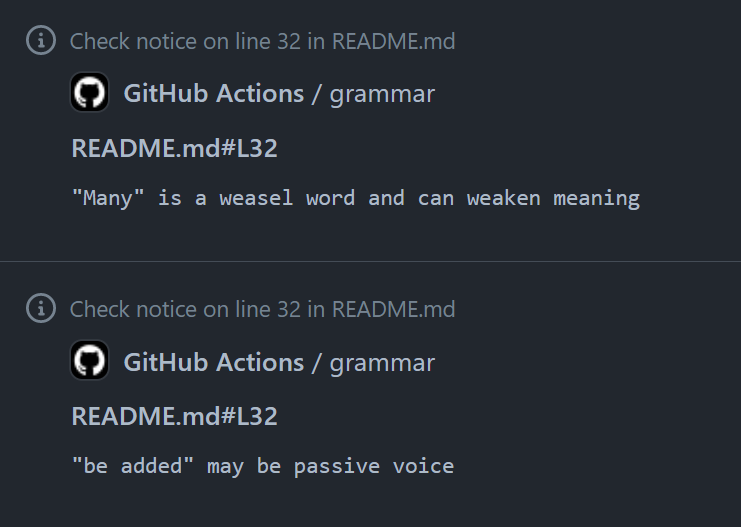 Check notice on line 32 in README.md
GitHub Actions / grammar
README.md#L32
"Many" is a weasel word and can weaken meaning
Check notice on line 32 in README.md
GitHub Actions / grammar
README.md#L32
"be added" may be passive voice